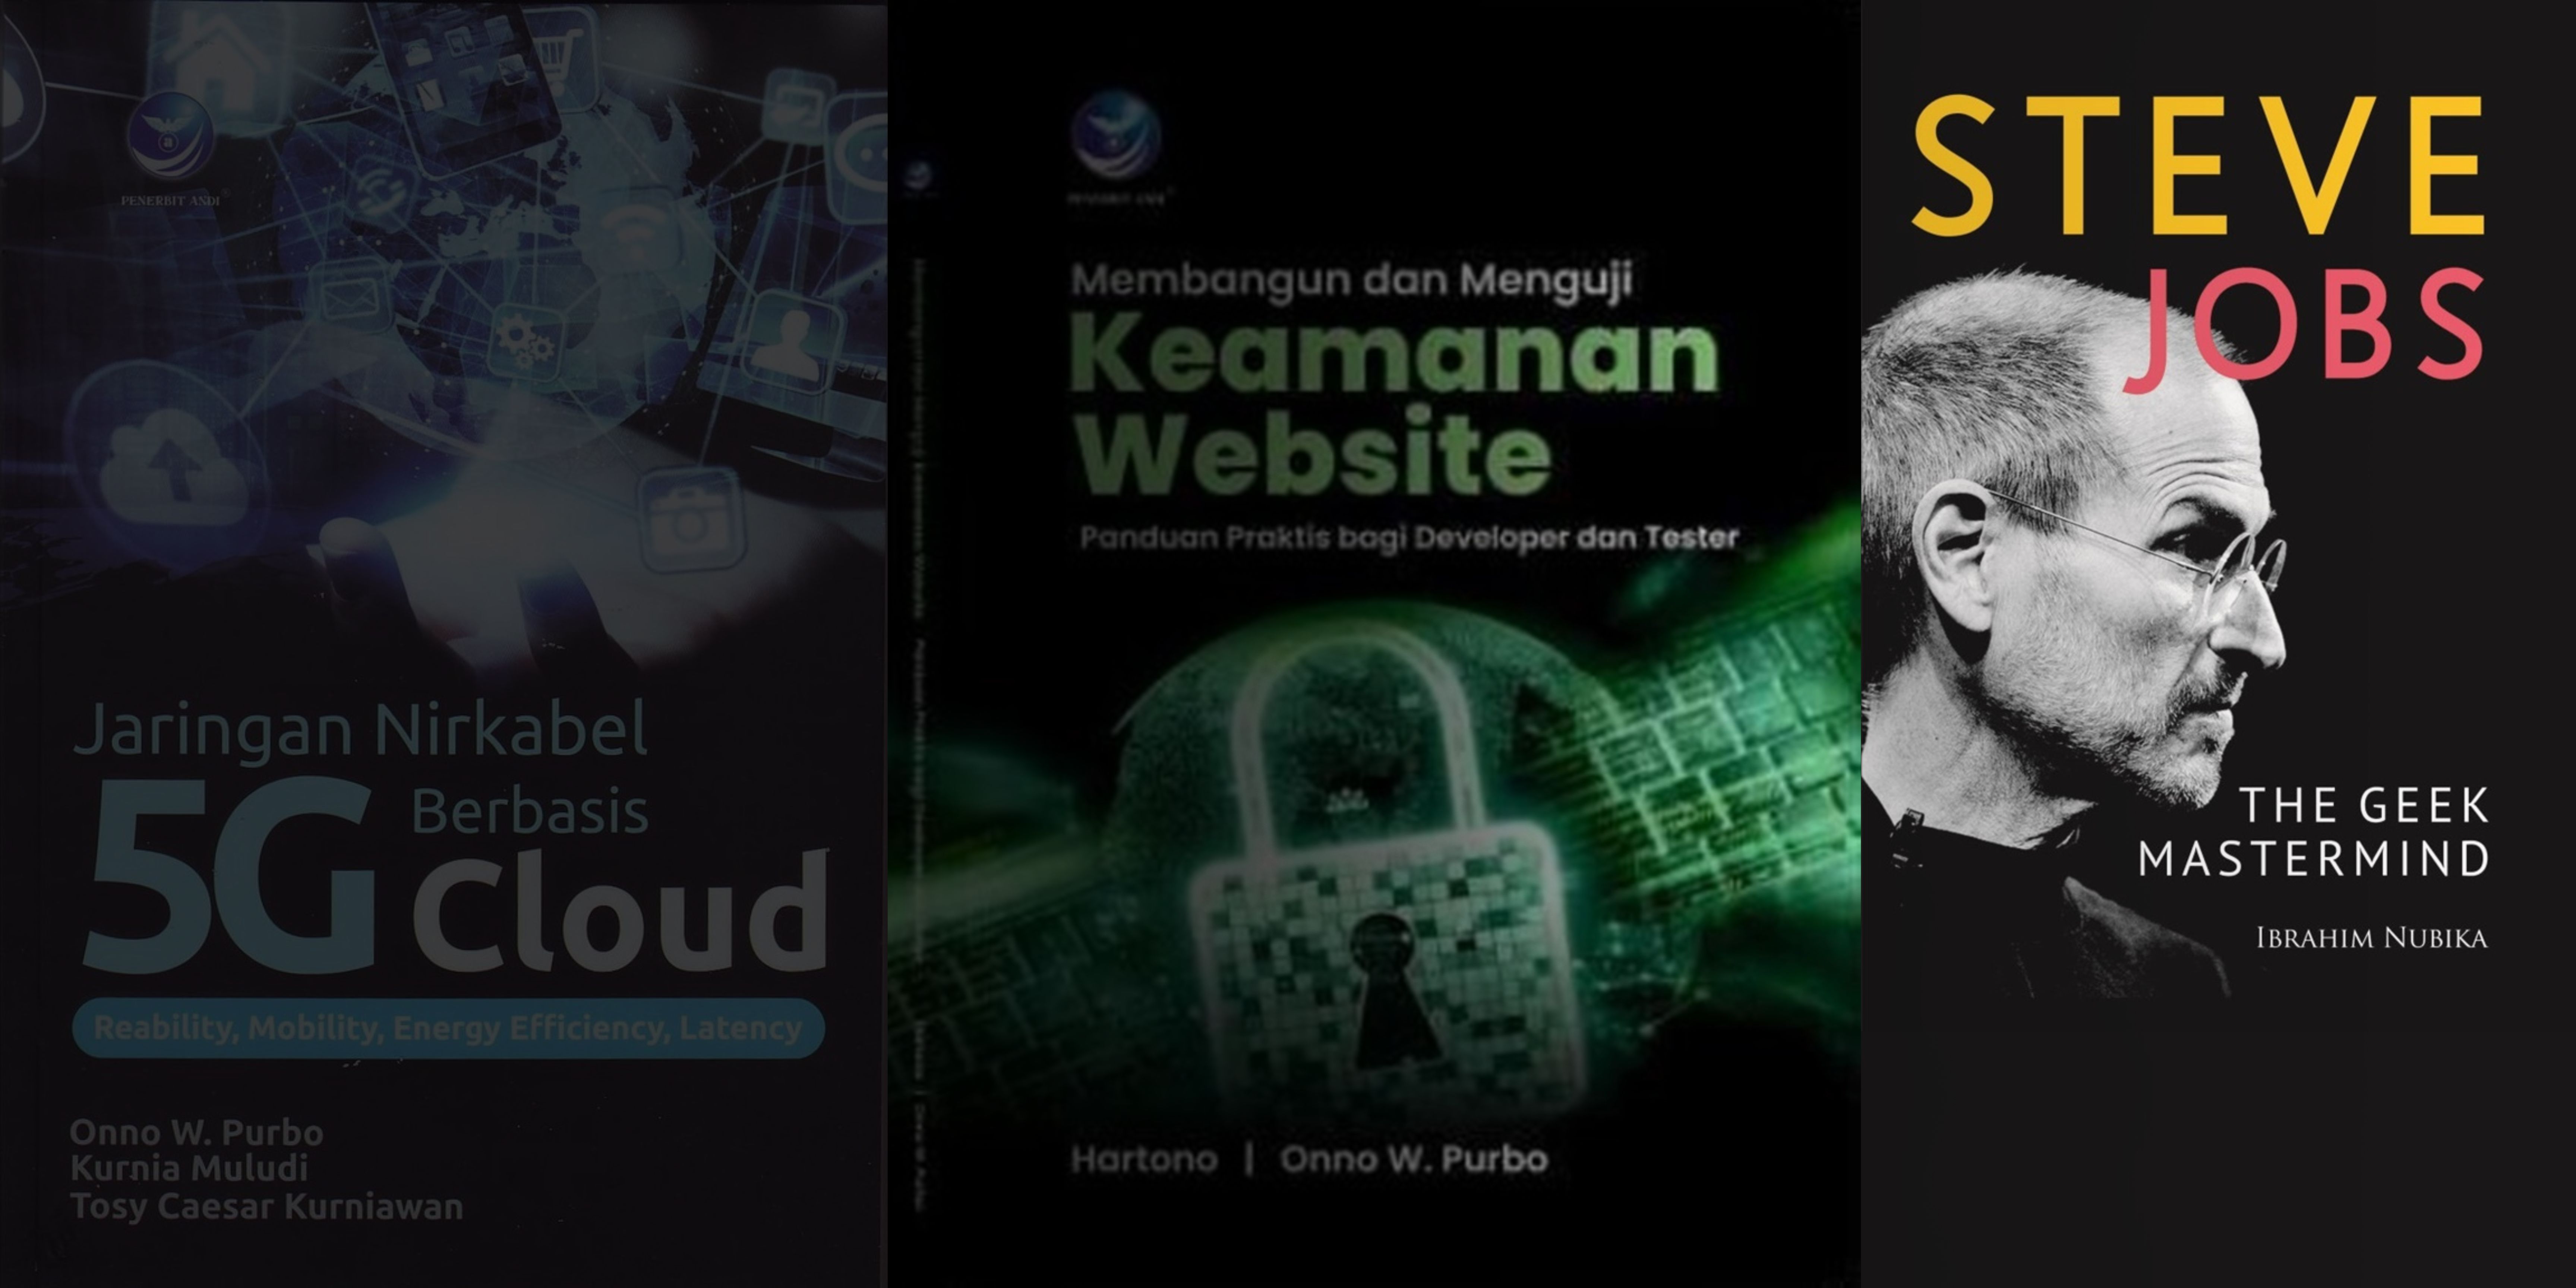 PENERBIT ANDI
Jaringan Nirkabel
5G Berbasis
Cloud
Reability, Mobility, Energy Efficiency, Latency
Onno W. Purbo
Kurnia Muludi
Tosy Caesar Kurniawan
PENERBIT ANDI
Membangun dan Menguji
Keamanan
Website
Panduan Praktis bagi Developer dan Tester
Hartono | Onno W. Purbo
STEVE
JOBS
THE GEEK
MASTERMIND
IBRAHIM NUBIKA